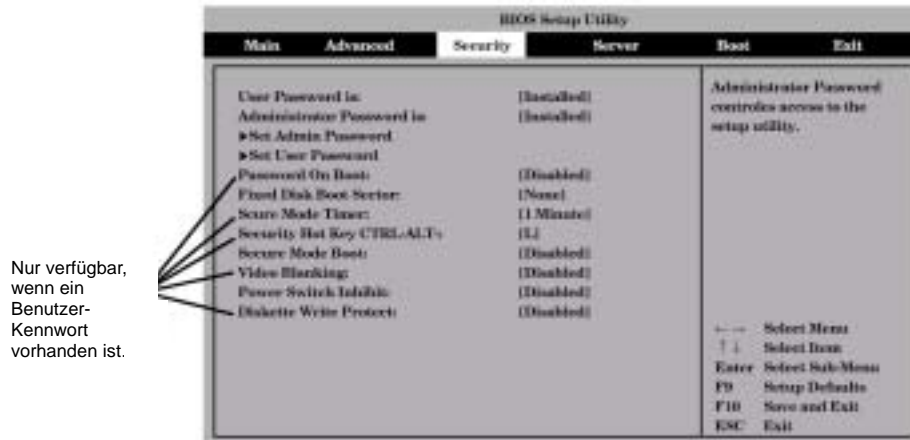 BIOS Setup Utility
Main Advanced Security Server Boot Exit
User Password is: [Installed]
Administrator Password is [Installed]
▶Set Admin Password
▶Set User Password
Password On Boot: [Disabled]
Fixed Disk Boot Sector: [None]
Scure Mode Timer: [1 Minute]
Security Hot Key CTRL-ALT-: [L]
Secure Mode Boot: [Disabled]
Video Blanking: [Disabled]
Power Switch Inhibit: [Disabled]
Diskette Write Protect: [Disabled]
Administrator Password
controles access to the
setup utility.
←→ Select Menu
↑↓ Select Item
Enter Select Sub-Menu
F9 Setup Defaults
F10 Save and Exit
ESC Exit
Nur verfügbar,
wenn ein
Benutzer-
Kennwort
vorhanden ist.